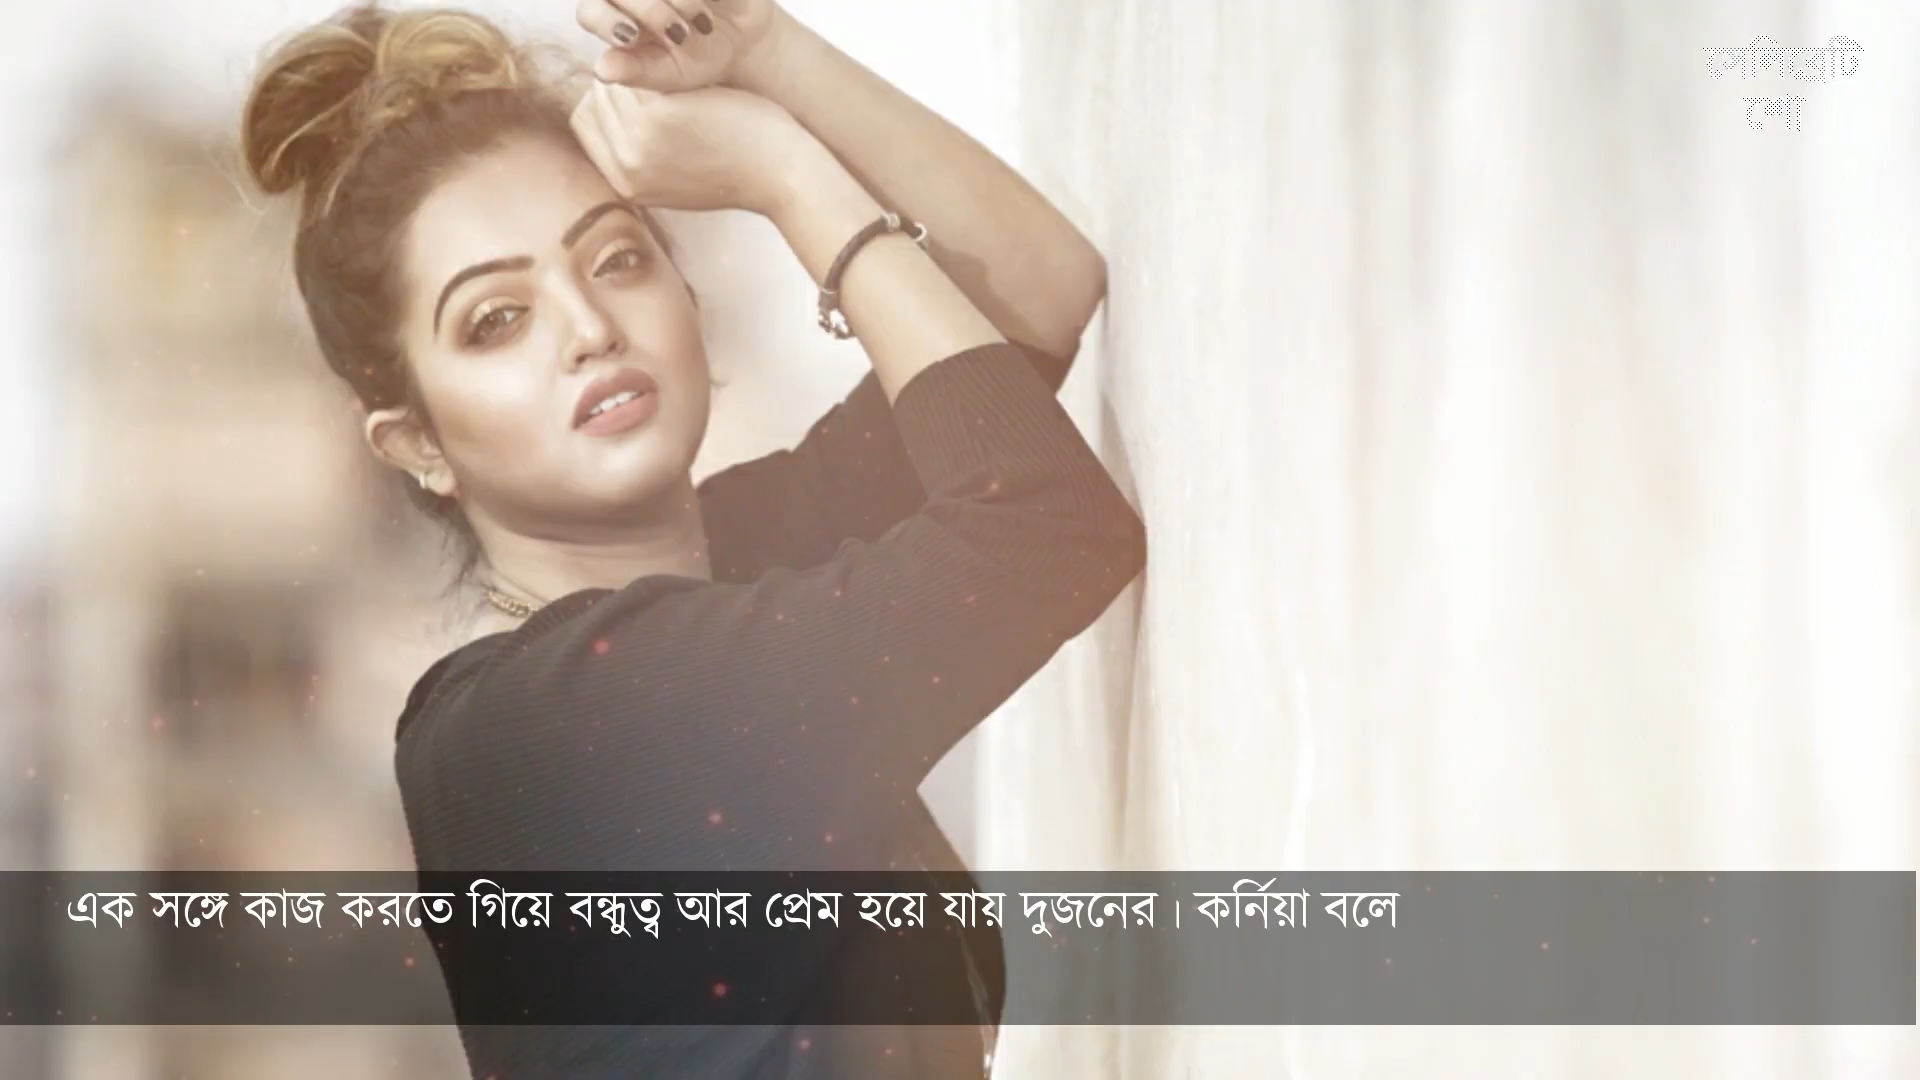 সেলিব্রেটি
শো
এক সঙ্গে কাজ করতে গিয়ে বন্ধুত্ব আর প্রেম হয়ে যায় দুজনের। কর্নিয়া বলে